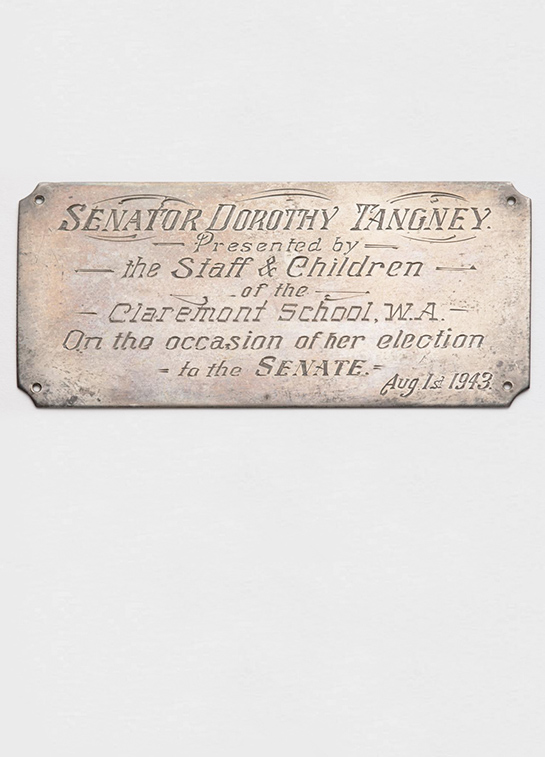 SENATOR DOROTHY TANGNEY.
Presented by
the Staff & Children
of the
Claremont School, W.A.
On the occasion of her election
to the SENATE.
Aug 1st 1943.